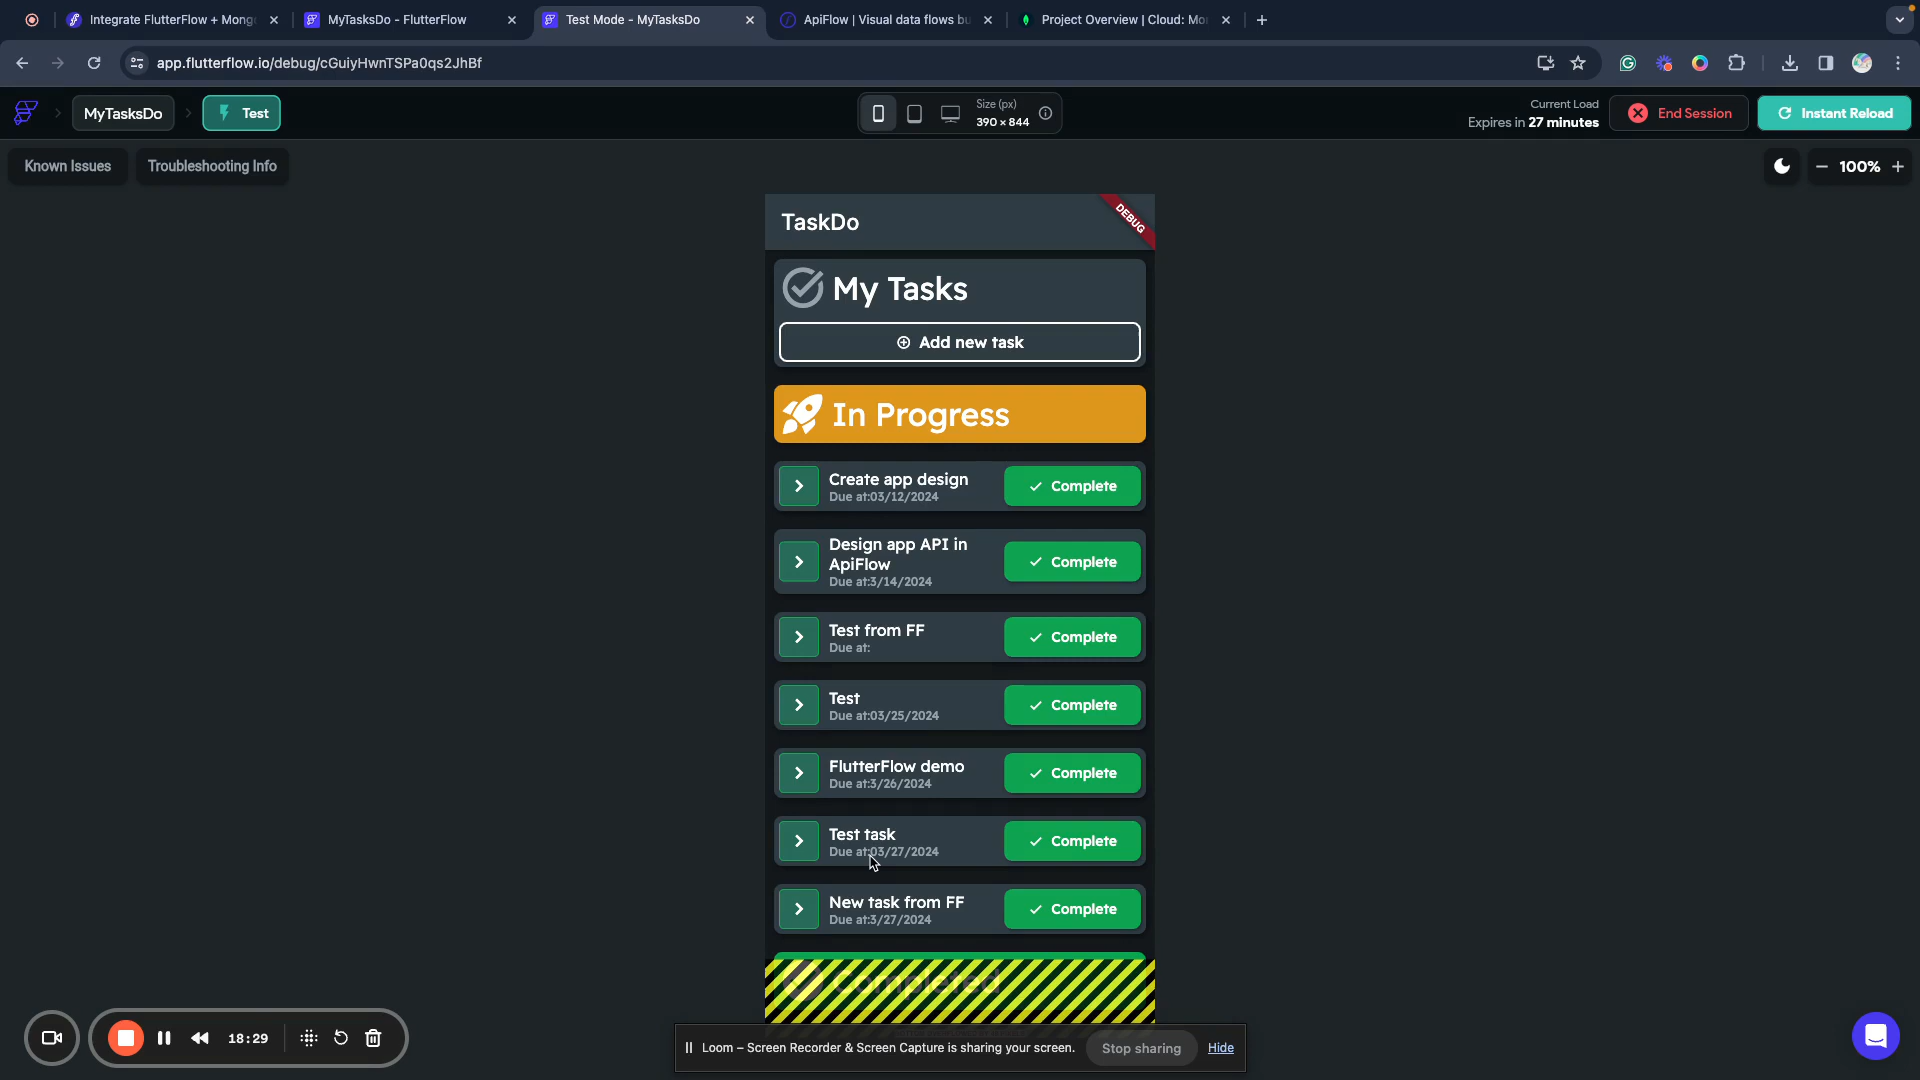 Integrate FlutterFlow + Mong
MyTasksDo - FlutterFlow
Test Mode - MyTasksDo
ApiFlow | Visual data flows bu
Project Overview | Cloud: Mo
app.flutterflow.io/debug/cGuiyHwnTSPa0qs2JhBf
MyTasksDo
Test
Size (px)
390 × 844
Current Load
Expires in 27 minutes
End Session
Instant Reload
Known Issues
Troubleshooting Info
100%
TaskDo
DEBUG
My Tasks
Add new task
In Progress
Create app design
Due at:03/12/2024
Complete
Design app API in
ApiFlow
Due at:3/14/2024
Complete
Test from FF
Due at:
Complete
Test
Due at:03/25/2024
Complete
FlutterFlow demo
Due at:3/26/2024
Complete
Test task
Due at:03/27/2024
Complete
New task from FF
Due at:3/27/2024
Complete
Completed
18:29
Loom – Screen Recorder & Screen Capture is sharing your screen.
Stop sharing
Hide